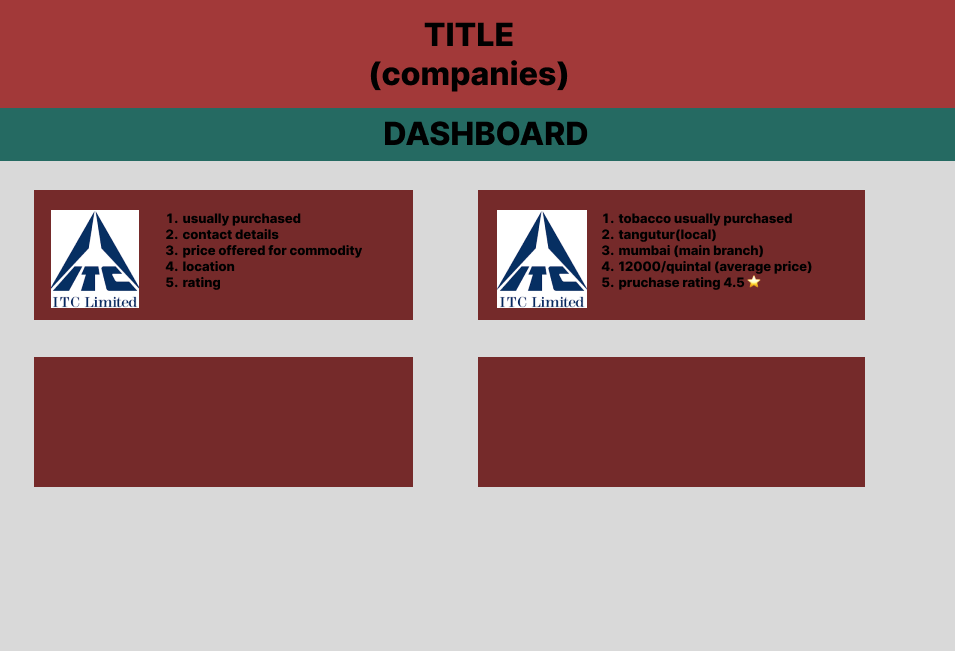 TITLE
(companies)
DASHBOARD
ITC
ITC Limited
1. usually purchased
2. contact details
3. price offered for commodity
4. location
5. rating
ITC
ITC Limited
1. tobacco usually purchased
2. tangutur(local)
3. mumbai (main branch)
4. 12000/quintal (average price)
5. pruchase rating 4.5⭐